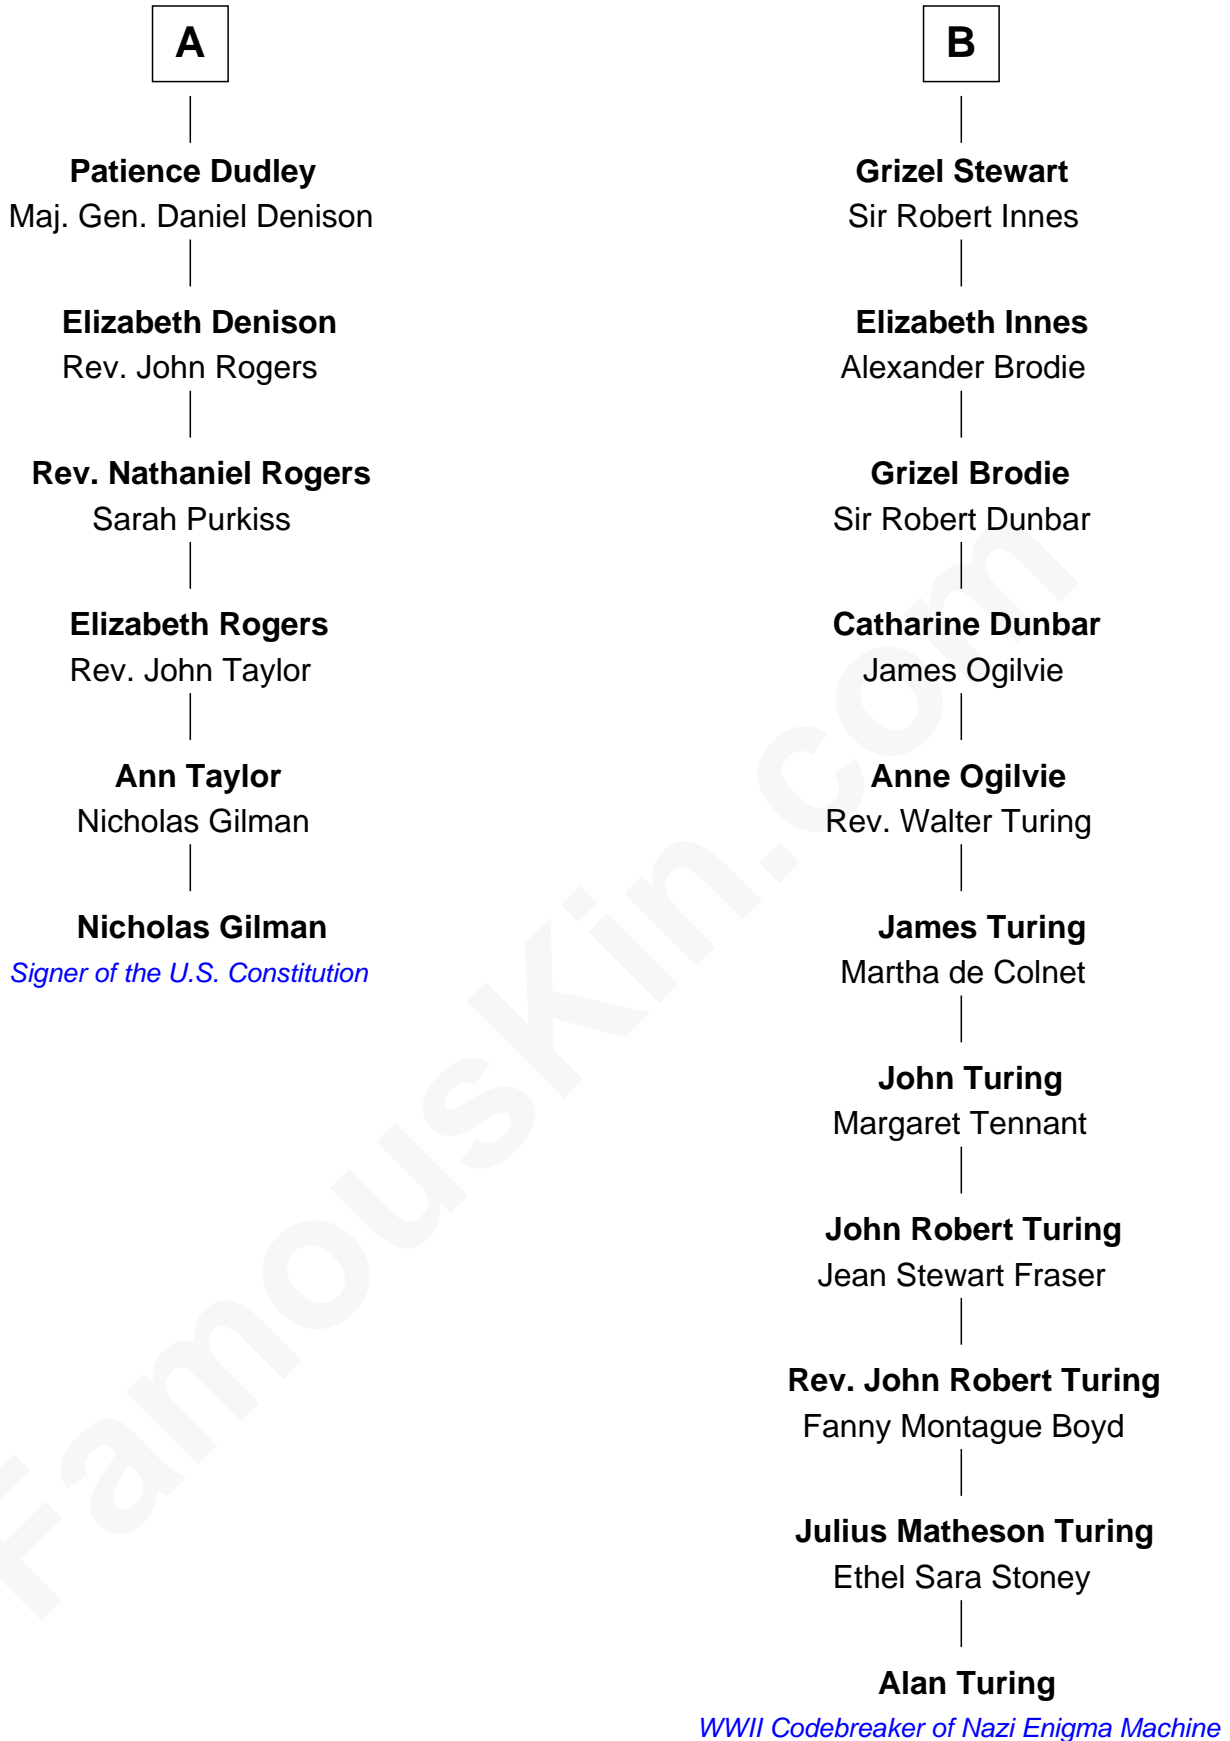 A
Patience Dudley
Maj. Gen. Daniel Denison
Elizabeth Denison
Rev. John Rogers
Rev. Nathaniel Rogers
Sarah Purkiss
Elizabeth Rogers
Rev. John Taylor
Ann Taylor
Nicholas Gilman
Nicholas Gilman
Signer of the U.S. Constitution
B
Grizel Stewart
Sir Robert Innes
Elizabeth Innes
Alexander Brodie
Grizel Brodie
Sir Robert Dunbar
Catharine Dunbar
James Ogilvie
Anne Ogilvie
Rev. Walter Turing
James Turing
Martha de Colnet
John Turing
Margaret Tennant
John Robert Turing
Jean Stewart Fraser
Rev. John Robert Turing
Fanny Montague Boyd
Julius Matheson Turing
Ethel Sara Stoney
Alan Turing
WWII Codebreaker of Nazi Enigma Machine
FamousKin.com